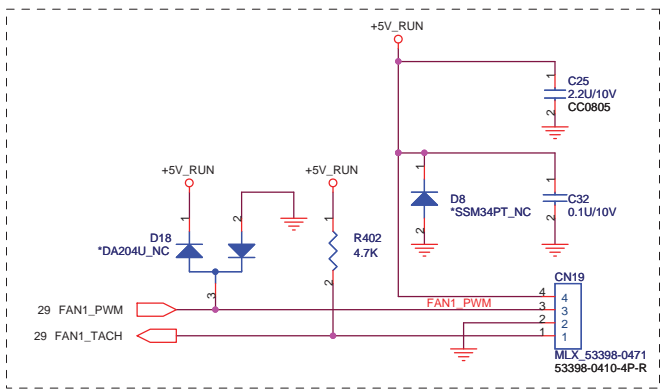 +5V_RUN
1
C25
2.2U/10V
CC0805
2
+5V_RUN
+5V_RUN
1
2
D18
*DA204U_NC
3
1
R402
4.7K
2
1
D8
*SSM34PT_NC
2
1
C32
0.1U/10V
2
CN19
29 FAN1_PWM
FAN1_PWM
29 FAN1_TACH
4 4
3 3
2 2
1 1
MLX_53398-0471
53398-0410-4P-R